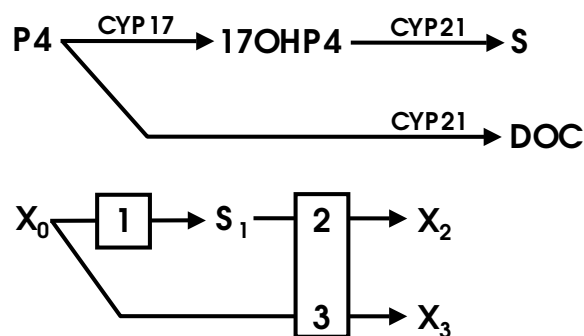 CYP17 CYP21
P4 17OHP4 S
CYP21
DOC
X₀ 1 S₁ 2 X₂
3 X₃